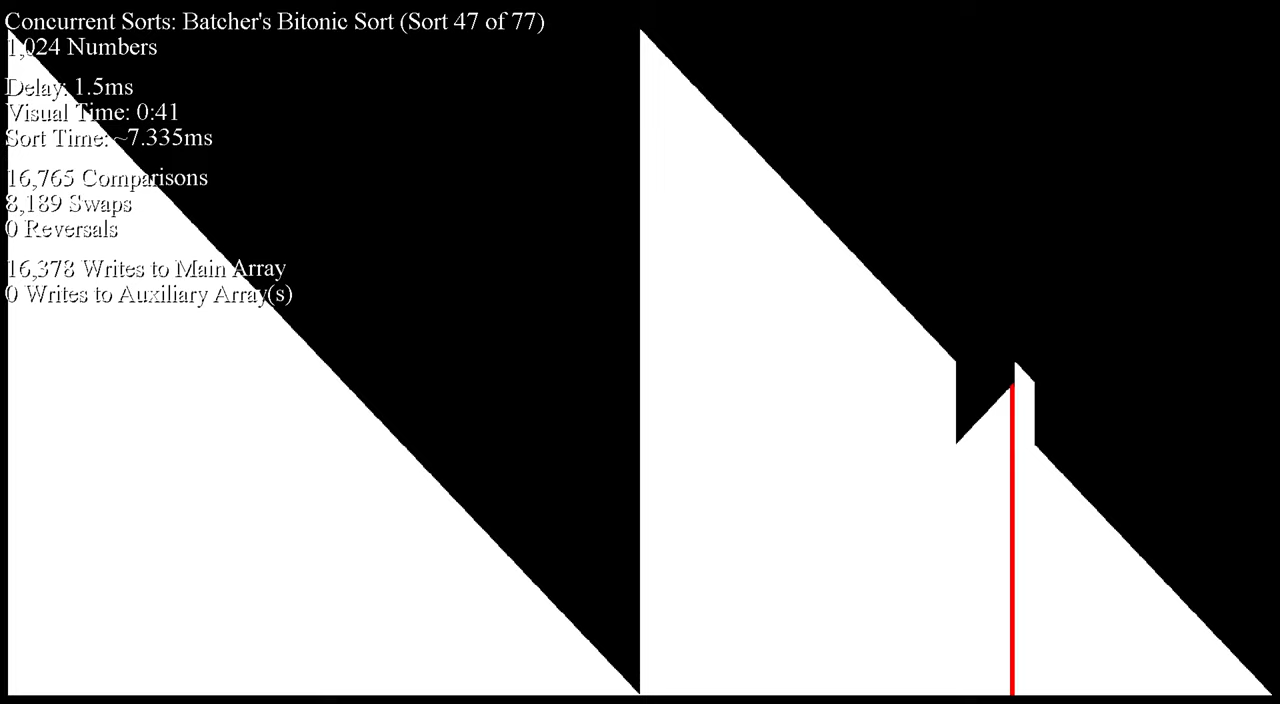 Concurrent Sorts: Batcher's Bitonic Sort (Sort 47 of 77)
1,024 Numbers
Delay: 1.5ms
Visual Time: 0:41
Sort Time: ~7.335ms
16,765 Comparisons
8,189 Swaps
0 Reversals
16,378 Writes to Main Array
0 Writes to Auxiliary Array(s)